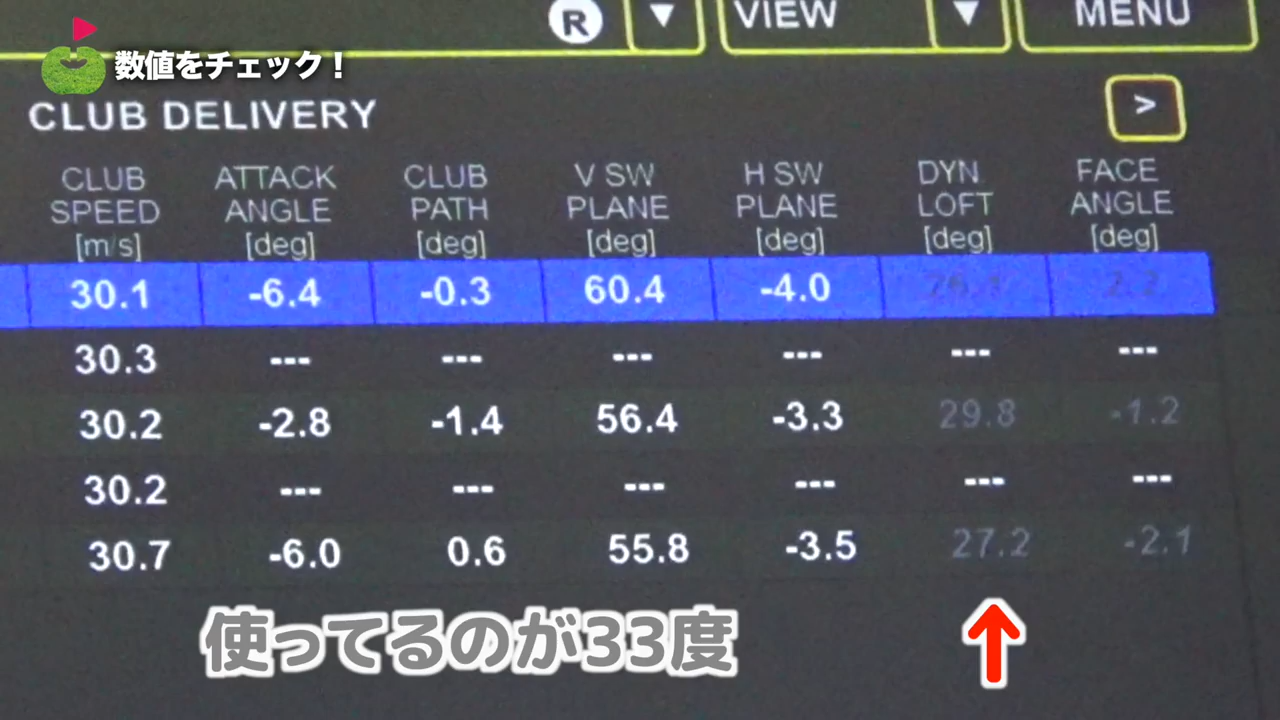 R ▼ VIEW ▼ MENU
数値をチェック！
CLUB DELIVERY >
CLUB SPEED [m/s] ATTACK ANGLE [deg] CLUB PATH [deg] V SW PLANE [deg] H SW PLANE [deg] DYN. LOFT [deg] FACE ANGLE [deg]
30.1 -6.4 -0.3 60.4 -4.0 2.2
30.3 --- --- --- --- --- ---
30.2 -2.8 -1.4 56.4 -3.3 29.8 -1.2
30.2 --- --- --- --- --- ---
30.7 -6.0 0.6 55.8 -3.5 27.2 -2.1
使ってるのが33度